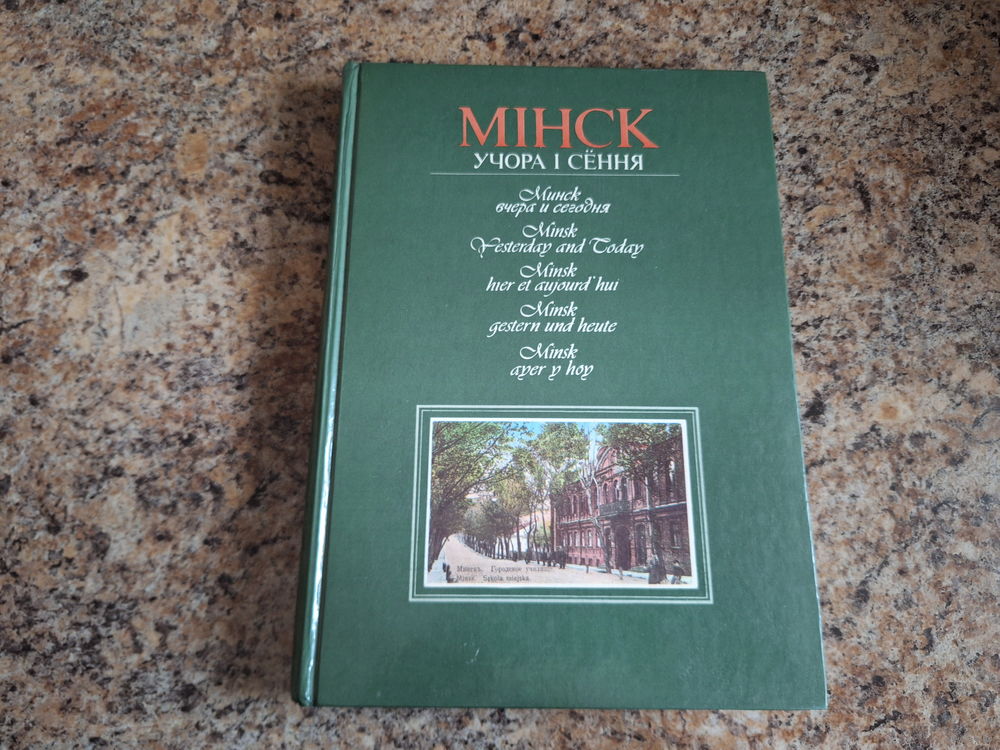 МІНСК
УЧОРА І СЁННЯ
Минск
вчера и сегодня
Minsk
Yesterday and Today
Minsk
hier et aujourd'hui
Minsk
gestern und heute
Minsk
ayer y hoy
Минскъ. Городское училище
Mińsk. Szkoła miejska.